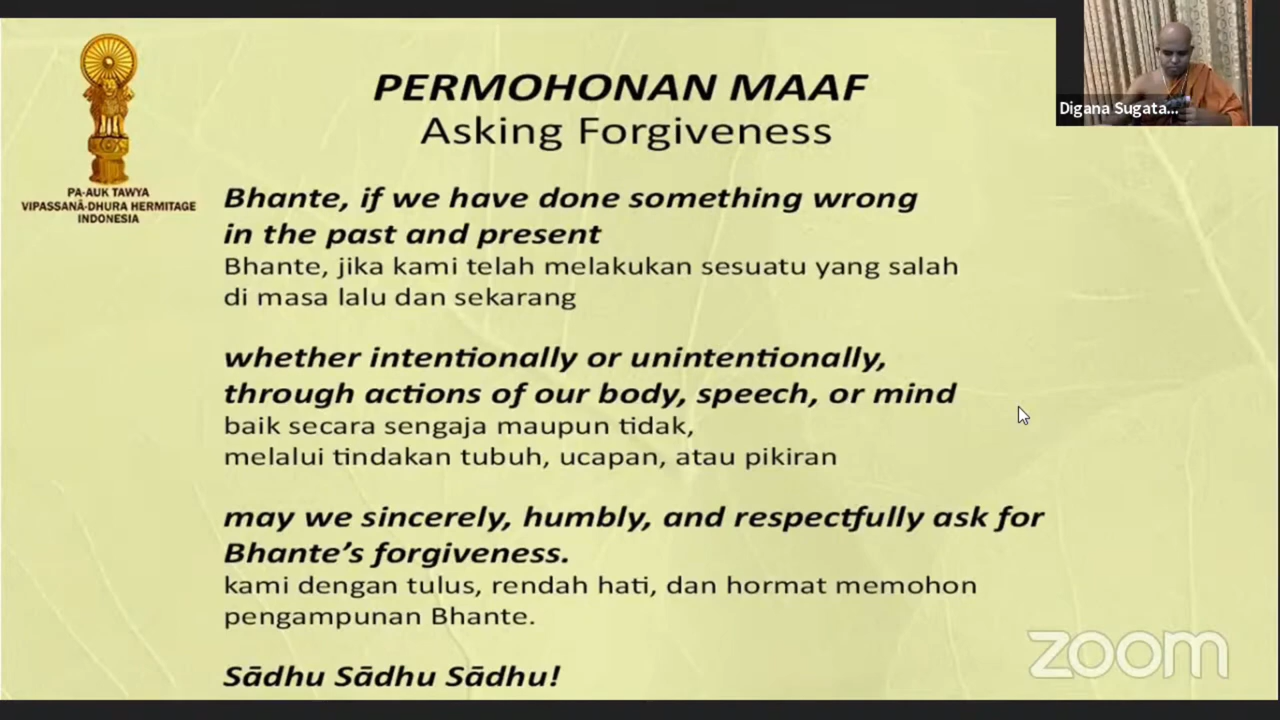 PERMOHONAN MAAF
Asking Forgiveness
PA-AUK TAWYA
VIPASSANĀ-DHURA HERMITAGE
INDONESIA
Bhante, if we have done something wrong
in the past and present
Bhante, jika kami telah melakukan sesuatu yang salah
di masa lalu dan sekarang
whether intentionally or unintentionally,
through actions of our body, speech, or mind
baik secara sengaja maupun tidak,
melalui tindakan tubuh, ucapan, atau pikiran
may we sincerely, humbly, and respectfully ask for
Bhante’s forgiveness.
kami dengan tulus, rendah hati, dan hormat memohon
pengampunan Bhante.
Sādhu Sādhu Sādhu!
Digana Sugata...
zoom